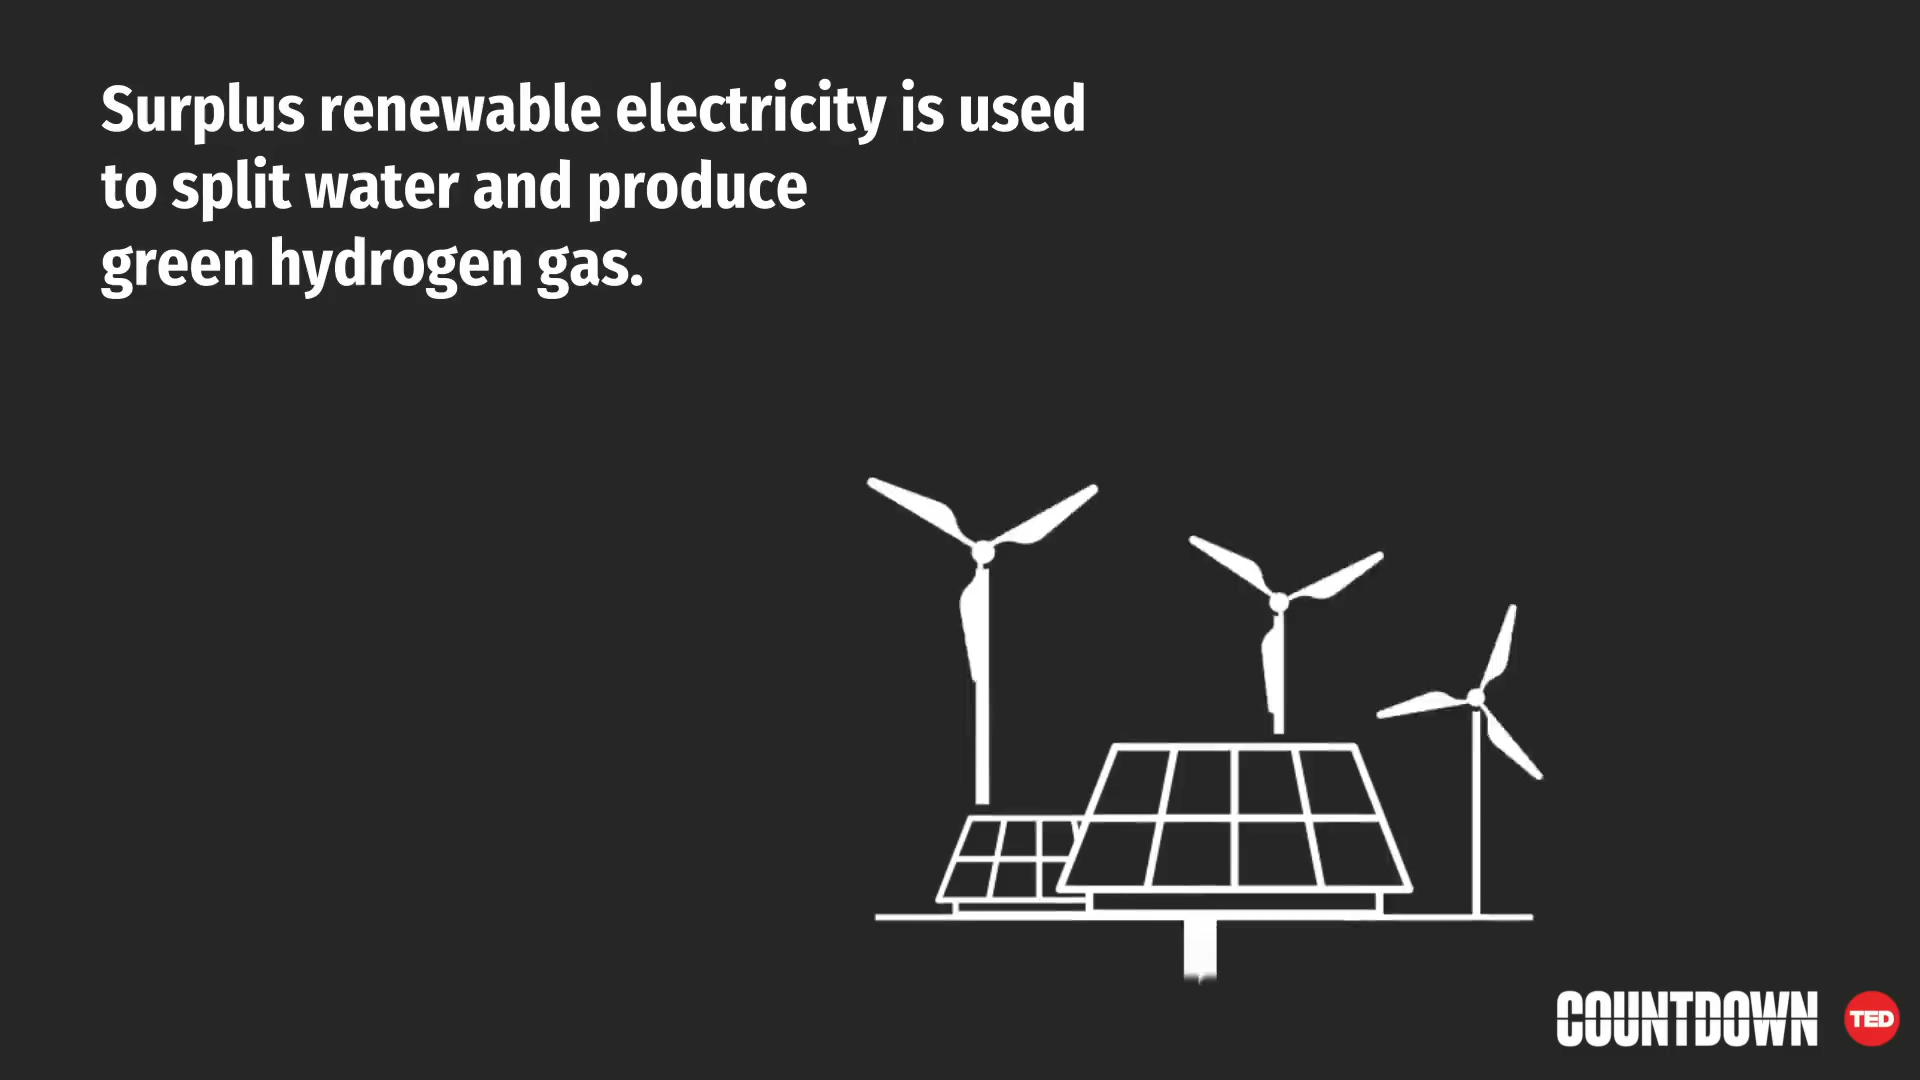 Surplus renewable electricity is used
to split water and produce
green hydrogen gas.
COUNTDOWN TED